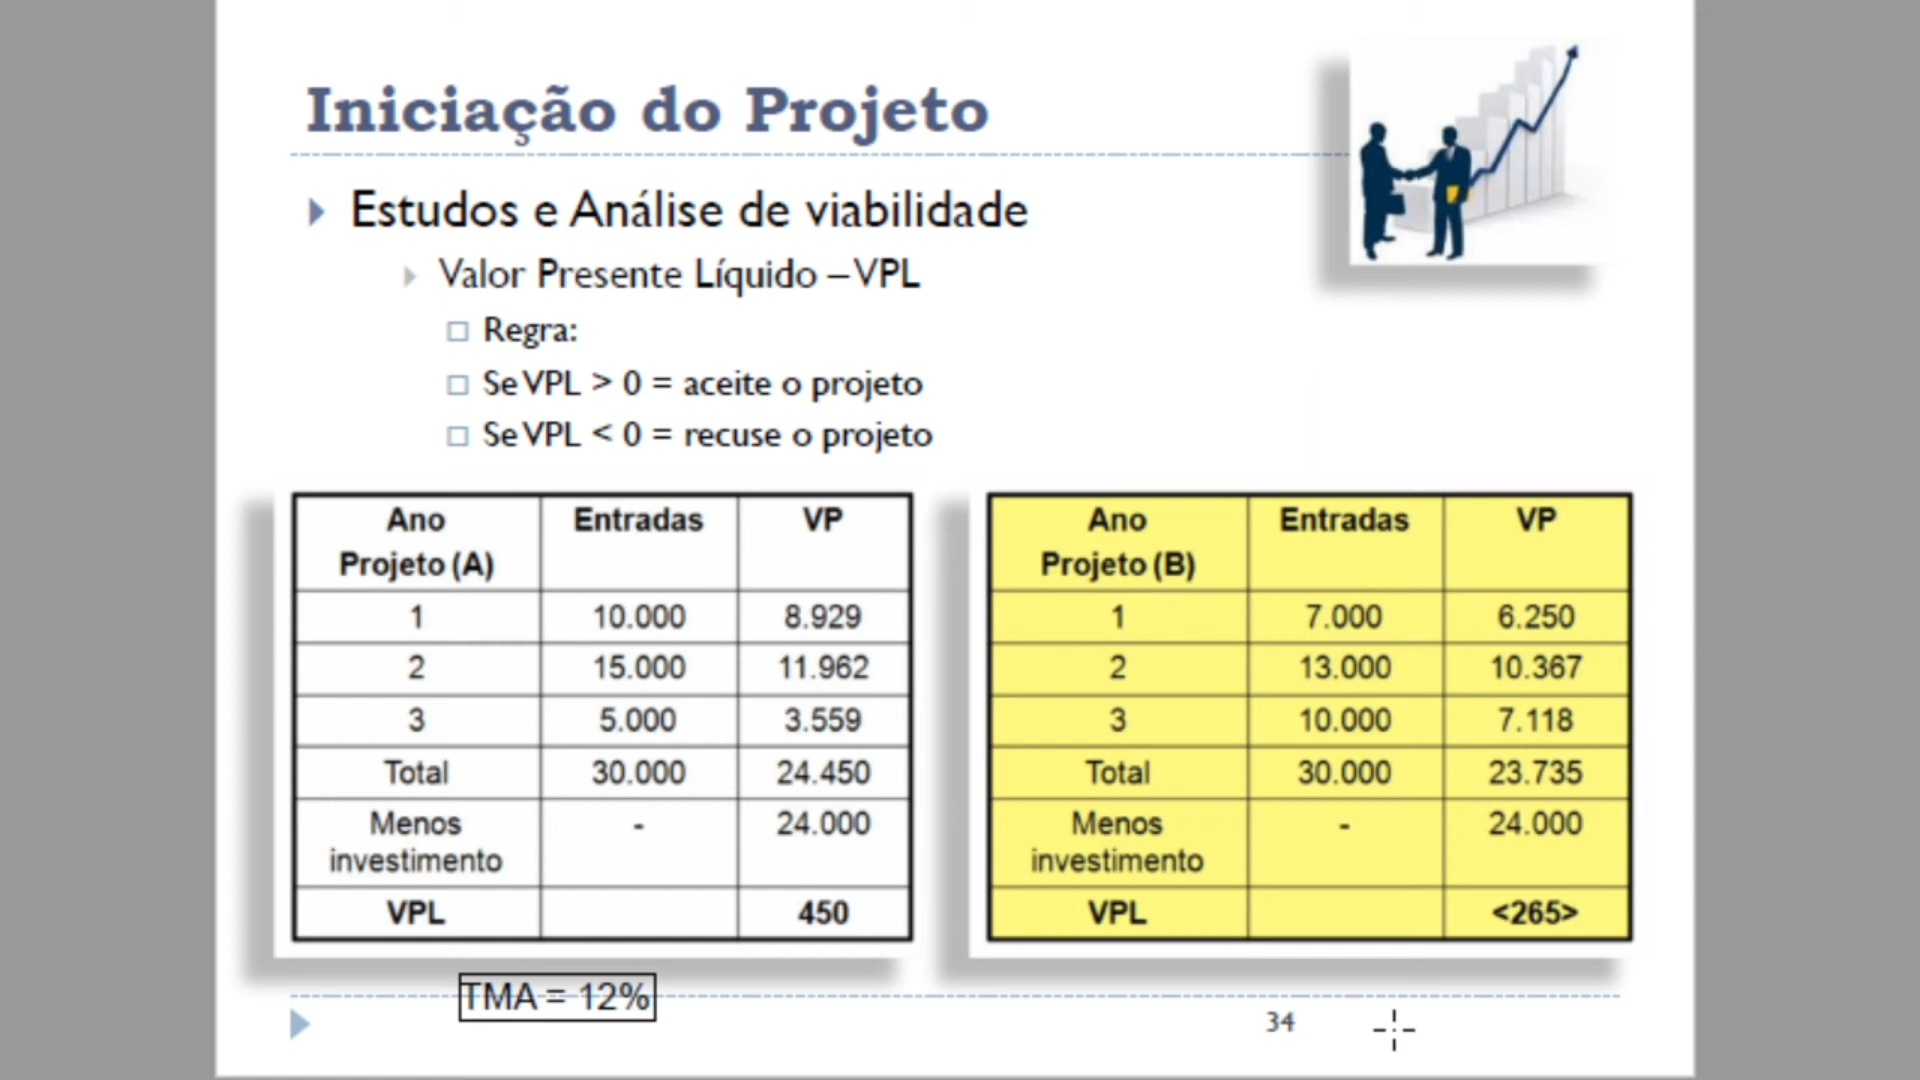 Iniciação do Projeto
Estudos e Análise de viabilidade
Valor Presente Líquido – VPL
Regra:
Se VPL > 0 = aceite o projeto
Se VPL < 0 = recuse o projeto
Ano Projeto (A) Entradas VP
1 10.000 8.929
2 15.000 11.962
3 5.000 3.559
Total 30.000 24.450
Menos investimento - 24.000
VPL 450
Ano Projeto (B) Entradas VP
1 7.000 6.250
2 13.000 10.367
3 10.000 7.118
Total 30.000 23.735
Menos investimento - 24.000
VPL <265>
TMA = 12%
34